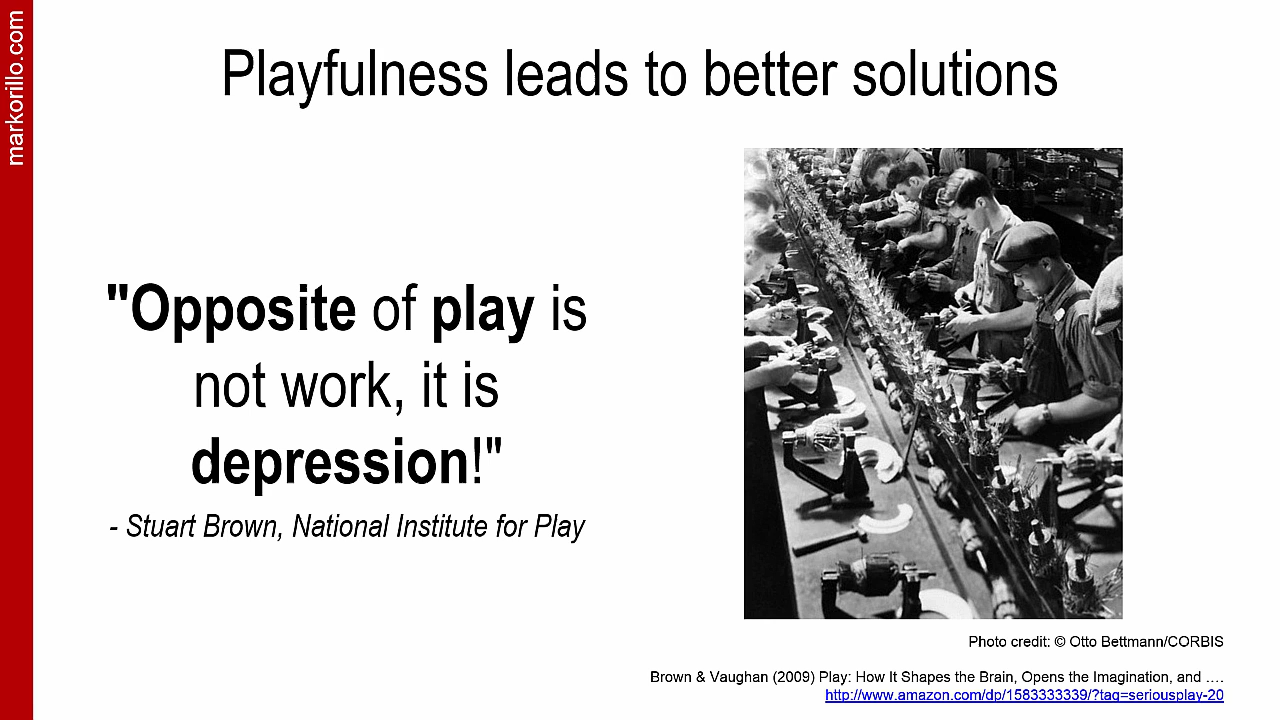 markorillo.com
Playfulness leads to better solutions
"Opposite of play is
not work, it is
depression!"
- Stuart Brown, National Institute for Play
Photo credit: © Otto Bettmann/CORBIS
Brown & Vaughan (2009) Play: How It Shapes the Brain, Opens the Imagination, and ....
http://www.amazon.com/dp/1583333339/?tag=seriousplay-20